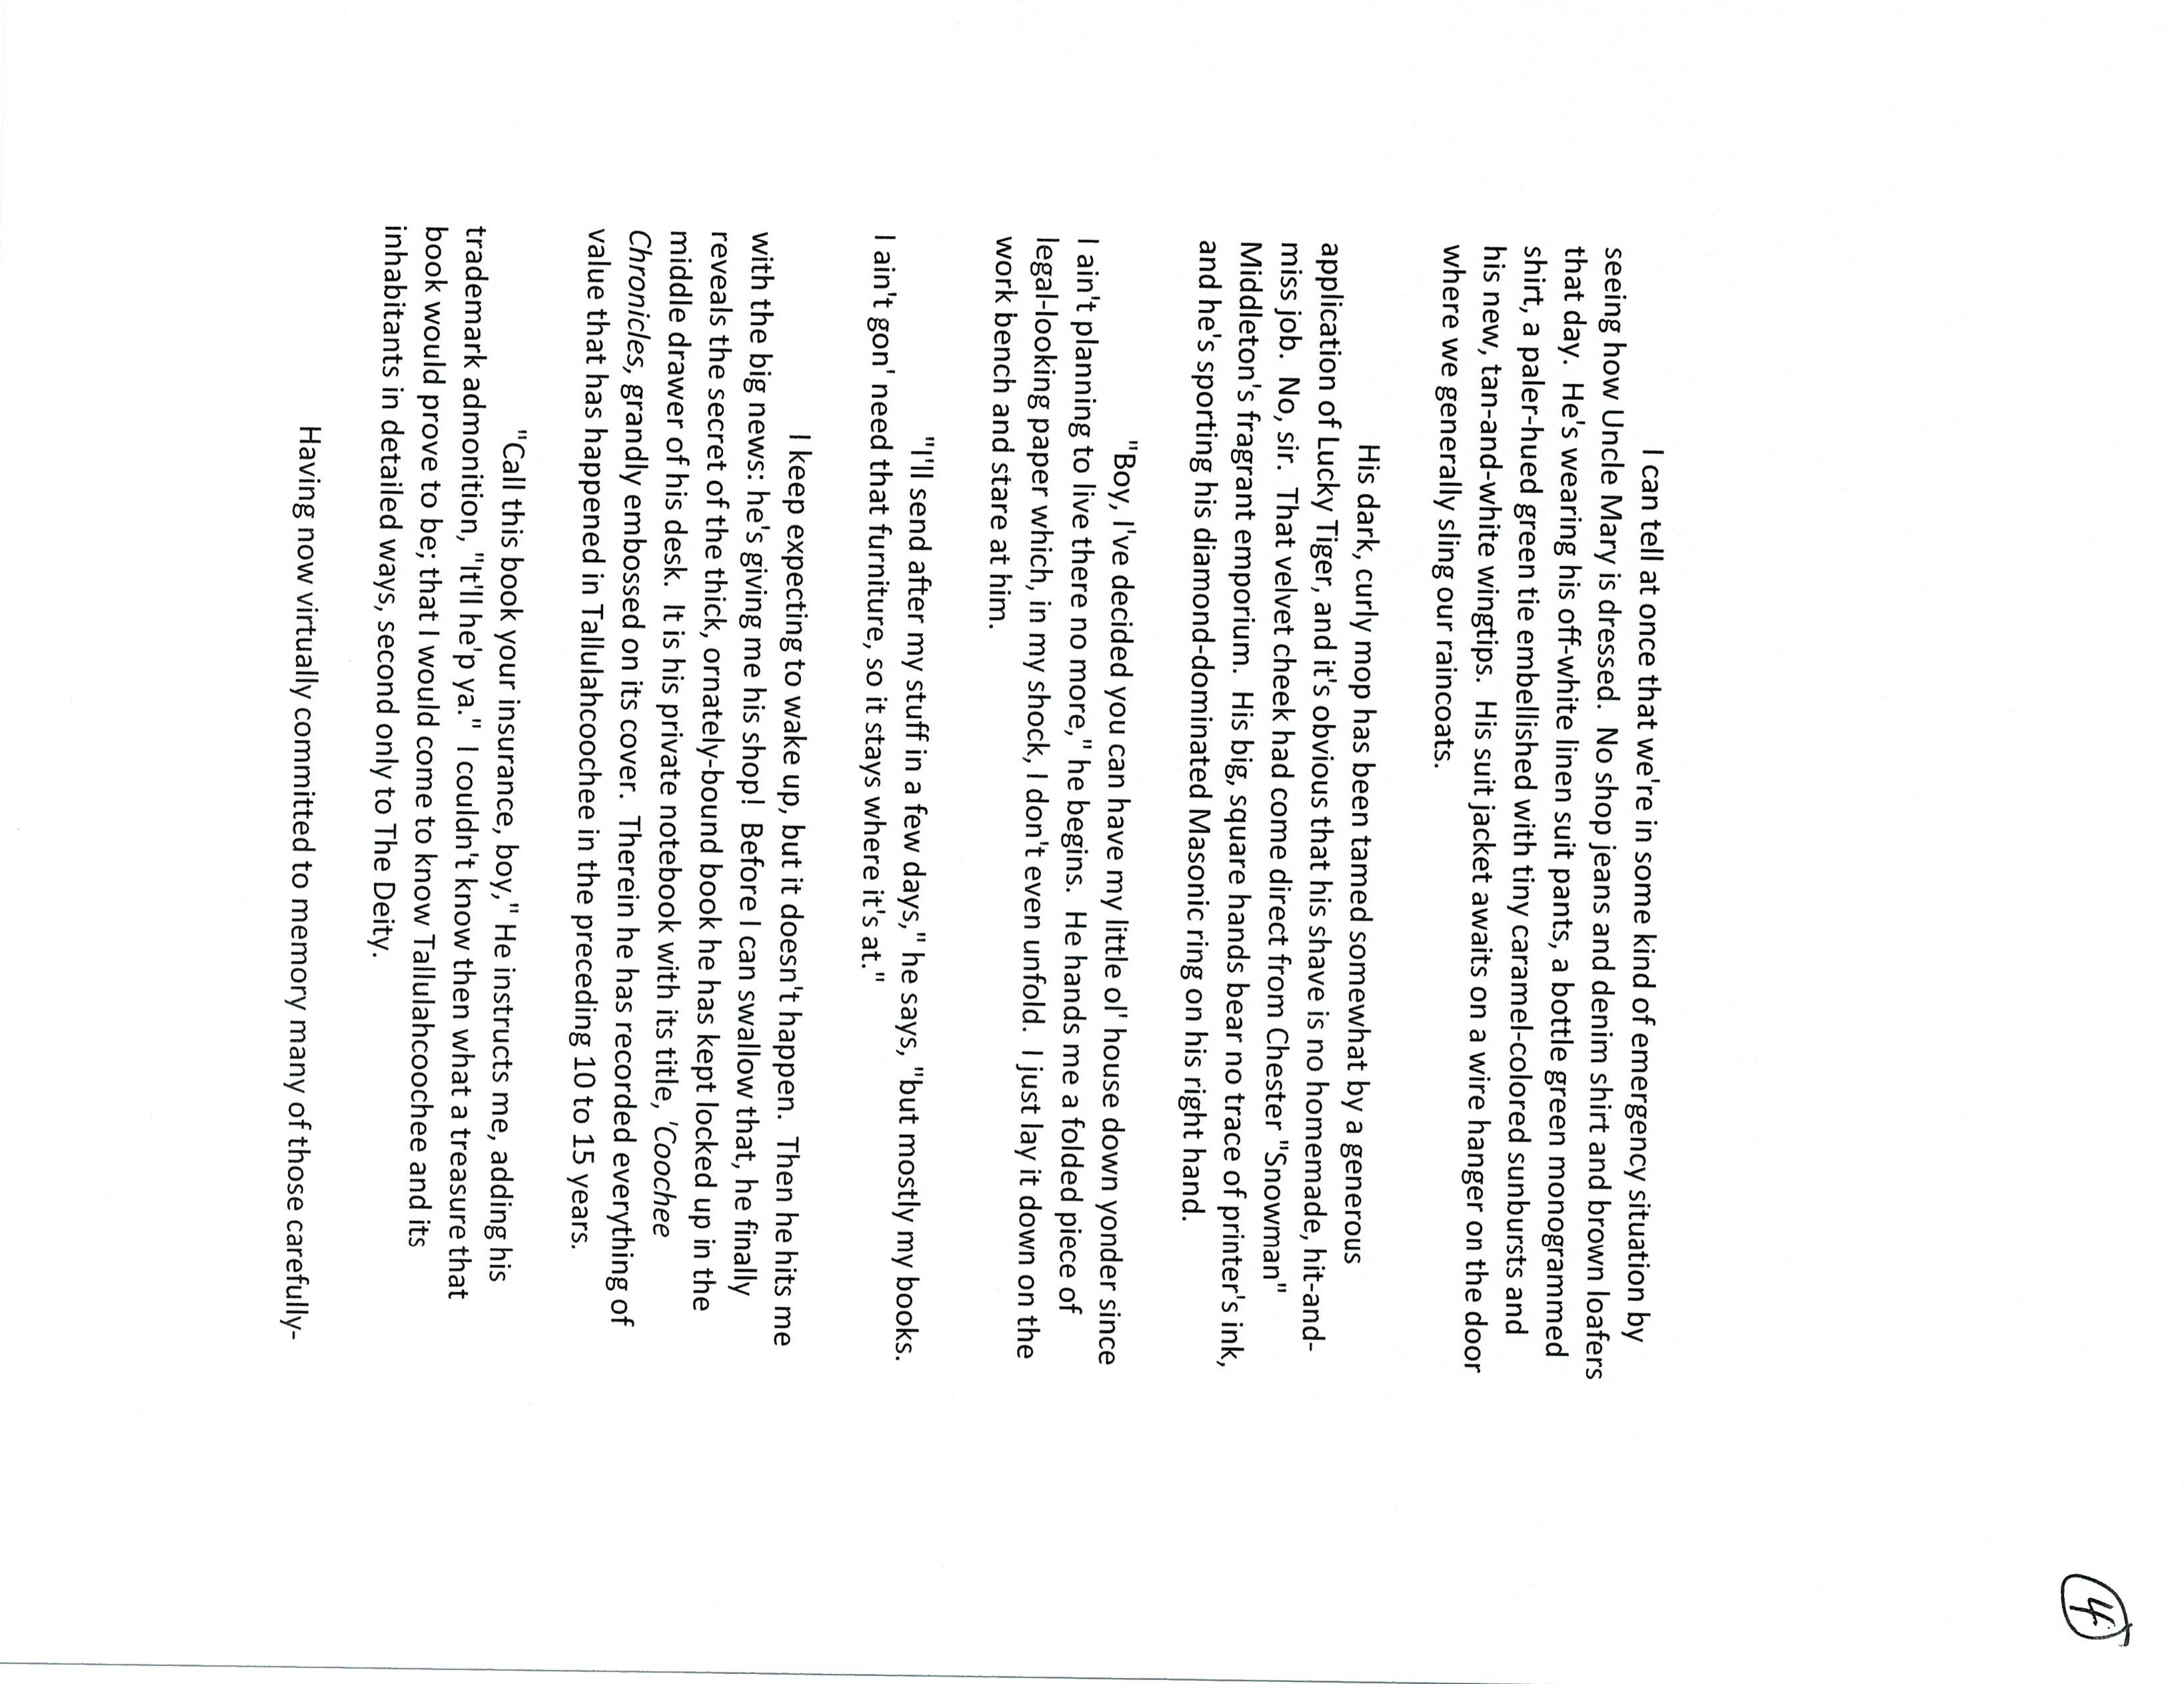 4
I can tell at once that we're in some kind of emergency situation by
seeing how Uncle Mary is dressed.  No shop jeans and denim shirt and brown loafers
that day.  He's wearing his off-white linen suit pants, a bottle green monogrammed
shirt, a paler-hued green tie embellished with tiny caramel-colored sunbursts and
his new, tan-and-white wingtips.  His suit jacket awaits on a wire hanger on the door
where we generally sling our raincoats.
His dark, curly mop has been tamed somewhat by a generous
application of Lucky Tiger, and it's obvious that his shave is no homemade, hit-and-
miss job.  No, sir.  That velvet cheek had come direct from Chester "Snowman"
Middleton's fragrant emporium.  His big, square hands bear no trace of printer's ink,
and he's sporting his diamond-dominated Masonic ring on his right hand.
"Boy, I've decided you can have my little ol' house down yonder since
I ain't planning to live there no more," he begins.  He hands me a folded piece of
legal-looking paper which, in my shock, I don't even unfold.  I just lay it down on the
work bench and stare at him.
"I'll send after my stuff in a few days," he says, "but mostly my books.
I ain't gon' need that furniture, so it stays where it's at."
I keep expecting to wake up, but it doesn't happen.  Then he hits me
with the big news: he's giving me his shop!  Before I can swallow that, he finally
reveals the secret of the thick, ornately-bound book he has kept locked up in the
middle drawer of his desk.  It is his private notebook with its title, 'Coochee
Chronicles, grandly embossed on its cover.  Therein he has recorded everything of
value that has happened in Tallulahcoochee in the preceding 10 to 15 years.
"Call this book your insurance, boy," He instructs me, adding his
trademark admonition, "It'll he'p ya."  I couldn't know then what a treasure that
book would prove to be; that I would come to know Tallulahcoochee and its
inhabitants in detailed ways, second only to The Deity.
Having now virtually committed to memory many of those carefully-